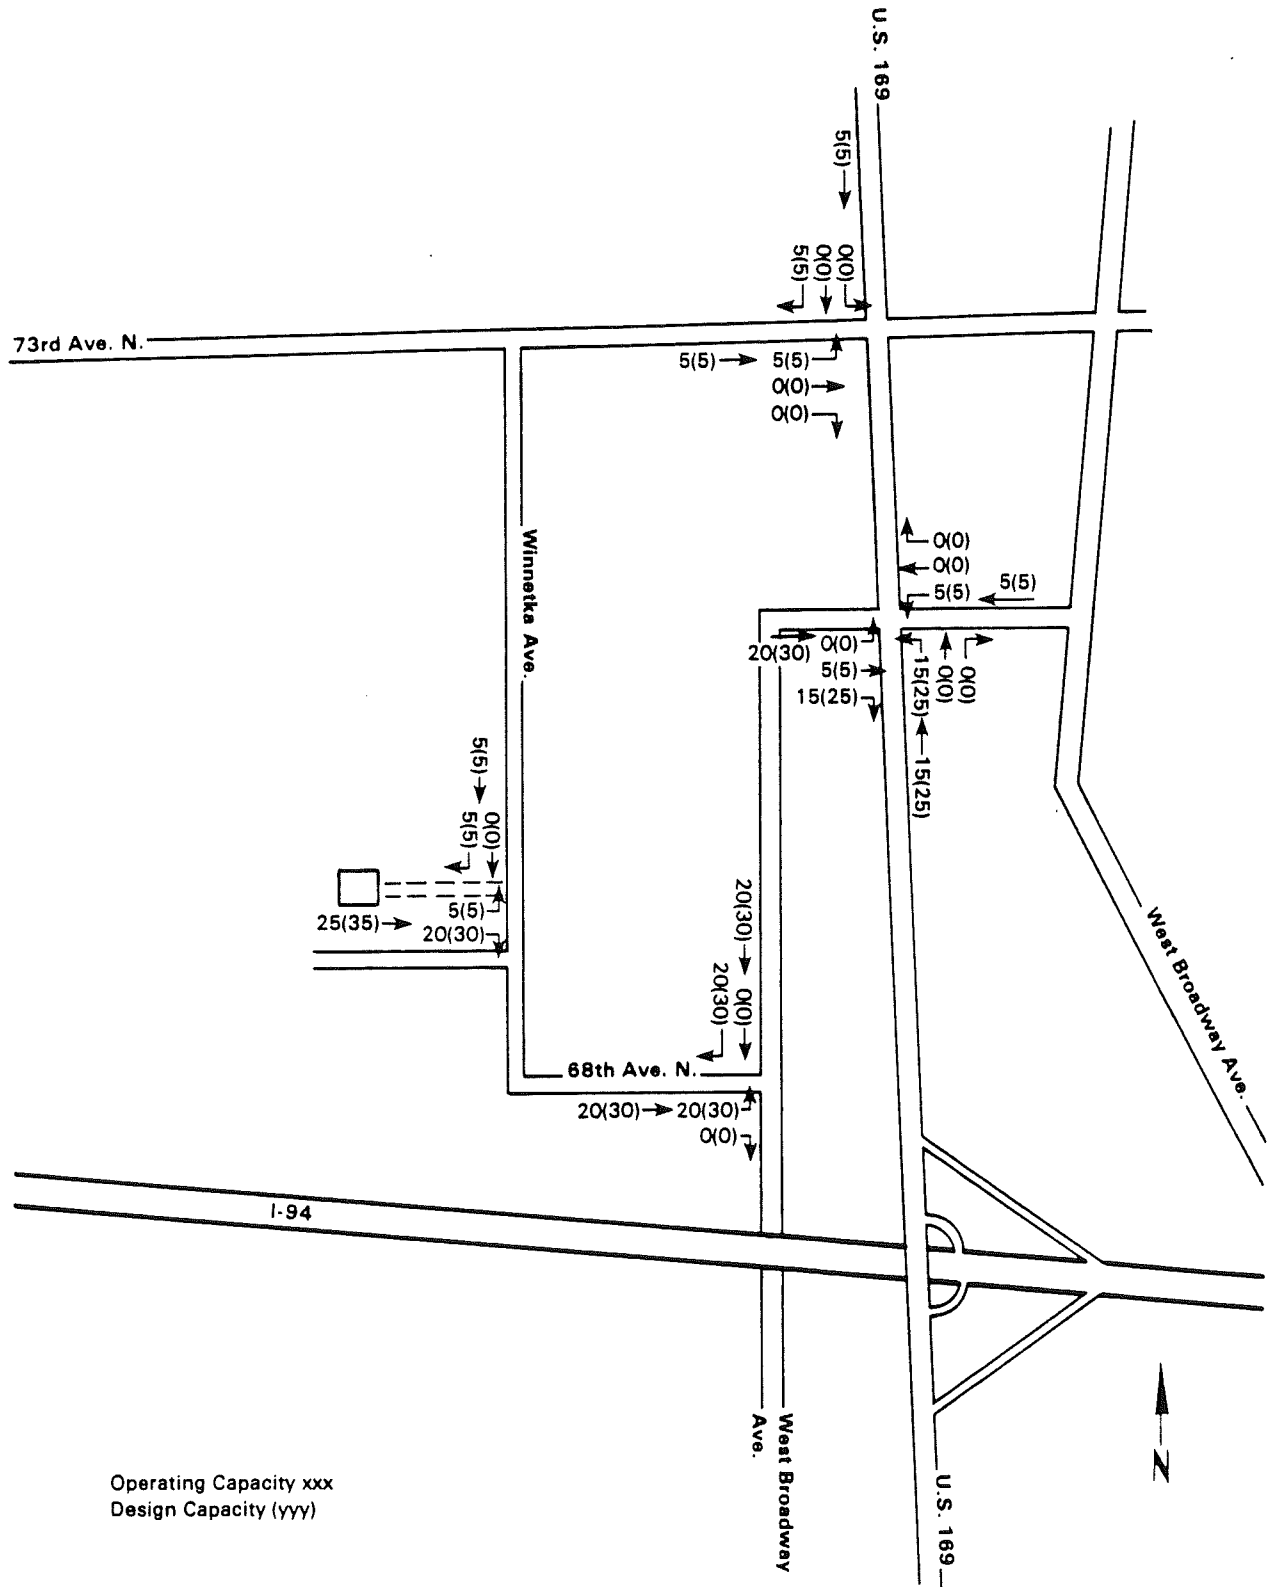 U.S. 169
5(5)
5(5)
0(0)
0(0)
73rd Ave. N.
5(5)
5(5)
0(0)
0(0)
Winnetka Ave.
0(0)
0(0)
5(5)
5(5)
20(30)
0(0)
5(5)
15(25)
15(25)
0(0)
0(0)
15(25)
5(5)
5(5)
0(0)
25(35)
5(5)
20(30)
20(30)
20(30)
0(0)
West Broadway Ave.
68th Ave. N.
20(30)
20(30)
0(0)
I-94
West Broadway
Ave.
U.S. 169
N
Operating Capacity xxx
Design Capacity (yyy)